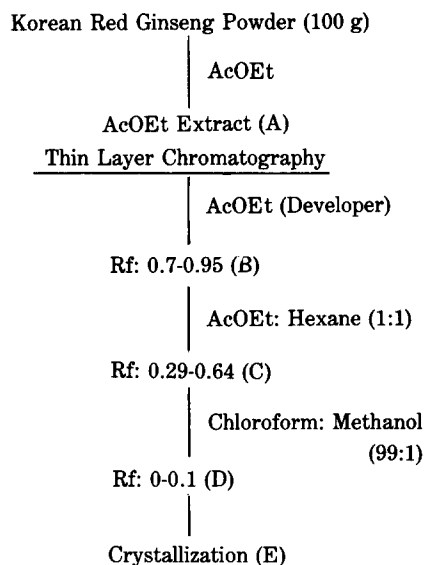 Korean Red Ginseng Powder (100 g)
AcOEt
AcOEt Extract (A)
Thin Layer Chromatography
AcOEt (Developer)
Rf: 0.7-0.95 (B)
AcOEt: Hexane (1:1)
Rf: 0.29-0.64 (C)
Chloroform: Methanol
(99:1)
Rf: 0-0.1 (D)
Crystallization (E)